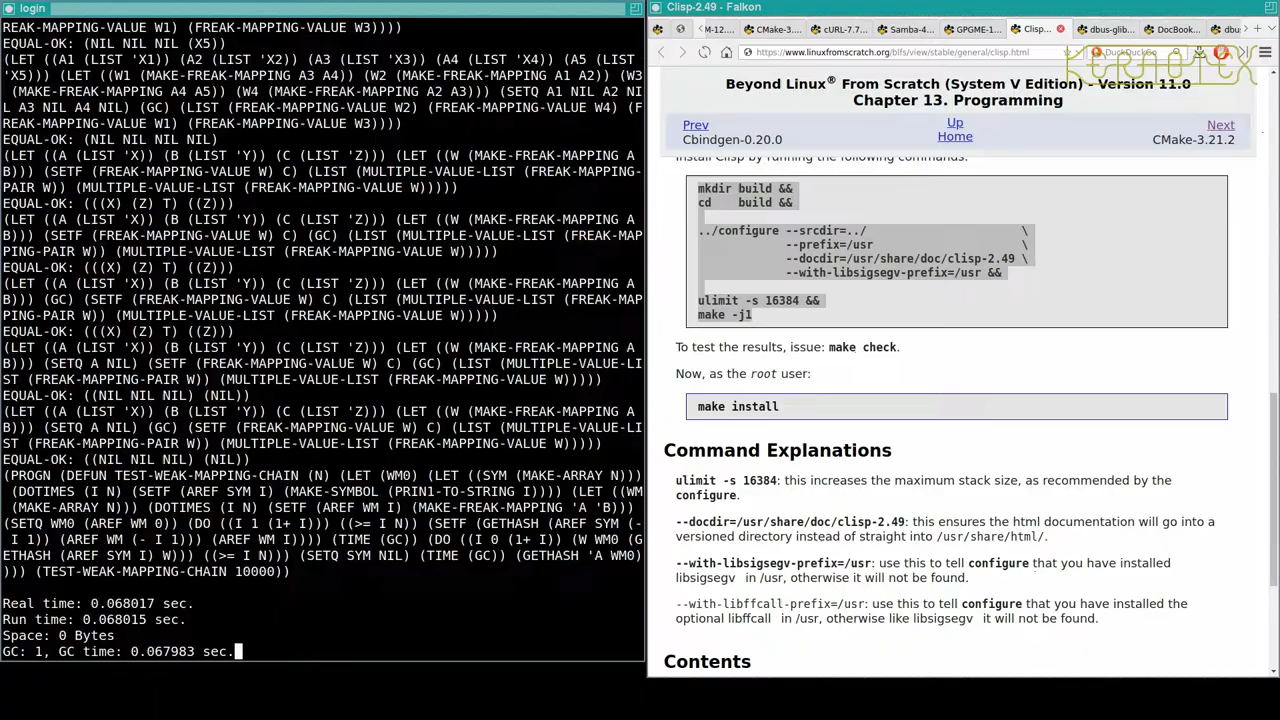 login
REAK-MAPPING-VALUE W1) (FREAK-MAPPING-VALUE W3))))
EQUAL-OK: (NIL NIL NIL (X5))
(LET ((A1 (LIST 'X1)) (A2 (LIST 'X2)) (A3 (LIST 'X3)) (A4 (LIST 'X4)) (A5 (LIST
'X5))) (LET ((W1 (MAKE-FREAK-MAPPING A3 A4)) (W2 (MAKE-FREAK-MAPPING A1 A2)) (W3
(MAKE-FREAK-MAPPING A4 A5)) (W4 (MAKE-FREAK-MAPPING A2 A3))) (SETQ A1 NIL A2 NI
L A3 NIL A4 NIL) (GC) (LIST (FREAK-MAPPING-VALUE W2) (FREAK-MAPPING-VALUE W4) (F
REAK-MAPPING-VALUE W1) (FREAK-MAPPING-VALUE W3))))
EQUAL-OK: (NIL NIL NIL NIL)
(LET ((A (LIST 'X)) (B (LIST 'Y)) (C (LIST 'Z))) (LET ((W (MAKE-FREAK-MAPPING A
B))) (SETF (FREAK-MAPPING-VALUE W) C) (LIST (MULTIPLE-VALUE-LIST (FREAK-MAPPING-
PAIR W)) (MULTIPLE-VALUE-LIST (FREAK-MAPPING-VALUE W)))))
EQUAL-OK: (((X) (Z) T) ((Z)))
(LET ((A (LIST 'X)) (B (LIST 'Y)) (C (LIST 'Z))) (LET ((W (MAKE-FREAK-MAPPING A
B))) (SETF (FREAK-MAPPING-VALUE W) C) (GC) (LIST (MULTIPLE-VALUE-LIST (FREAK-MAP
PING-PAIR W)) (MULTIPLE-VALUE-LIST (FREAK-MAPPING-VALUE W)))))
EQUAL-OK: (((X) (Z) T) ((Z)))
(LET ((A (LIST 'X)) (B (LIST 'Y)) (C (LIST 'Z))) (LET ((W (MAKE-FREAK-MAPPING A
B))) (GC) (SETF (FREAK-MAPPING-VALUE W) C) (LIST (MULTIPLE-VALUE-LIST (FREAK-MAP
PING-PAIR W)) (MULTIPLE-VALUE-LIST (FREAK-MAPPING-VALUE W)))))
EQUAL-OK: (((X) (Z) T) ((Z)))
(LET ((A (LIST 'X)) (B (LIST 'Y)) (C (LIST 'Z))) (LET ((W (MAKE-FREAK-MAPPING A
B))) (SETQ A NIL) (SETF (FREAK-MAPPING-VALUE W) C) (GC) (LIST (MULTIPLE-VALUE-LI
ST (FREAK-MAPPING-PAIR W)) (MULTIPLE-VALUE-LIST (FREAK-MAPPING-VALUE W)))))
EQUAL-OK: ((NIL NIL NIL) (NIL))
(LET ((A (LIST 'X)) (B (LIST 'Y)) (C (LIST 'Z))) (LET ((W (MAKE-FREAK-MAPPING A
B))) (SETQ A NIL) (GC) (SETF (FREAK-MAPPING-VALUE W) C) (LIST (MULTIPLE-VALUE-LI
ST (FREAK-MAPPING-PAIR W)) (MULTIPLE-VALUE-LIST (FREAK-MAPPING-VALUE W)))))
EQUAL-OK: ((NIL NIL NIL) (NIL))
(PROGN (DEFUN TEST-WEAK-MAPPING-CHAIN (N) (LET (WM0) (LET ((SYM (MAKE-ARRAY N)))
(DOTIMES (I N) (SETF (AREF SYM I) (MAKE-SYMBOL (PRIN1-TO-STRING I)))) (LET ((WM
(MAKE-ARRAY N))) (DOTIMES (I N) (SETF (AREF WM I) (MAKE-FREAK-MAPPING 'A 'B)))
(SETQ WM0 (AREF WM 0)) (DO ((I 1 (1+ I))) ((>= I N)) (SETF (GETHASH (AREF SYM (-
I 1)) (AREF WM (- I 1))) (AREF WM I)))) (TIME (GC)) (DO ((I 0 (1+ I)) (W WM0 (G
ETHASH (AREF SYM I) W))) ((>= I N))) (SETQ SYM NIL) (TIME (GC)) (GETHASH 'A WM0)
))) (TEST-WEAK-MAPPING-CHAIN 10000))
Real time: 0.068017 sec.
Run time: 0.068015 sec.
Space: 0 Bytes
GC: 1, GC time: 0.067983 sec.
Clisp-2.49 - Falkon
M-12.... CMake-3.... cURL-7.7... Samba-4... GPGME-1... Clisp... dbus-glib... DocBook... dbus-
https://www.linuxfromscratch.org/blfs/view/stable/general/clisp.html
DuckDuckGo
KERNOTEX
Beyond Linux® From Scratch (System V Edition) - Version 11.0
Chapter 13. Programming
Prev Up Next
Cbindgen-0.20.0 Home CMake-3.21.2
Install Clisp by running the following commands:
mkdir build &&
cd    build &&
../configure --srcdir=../ \
--prefix=/usr \
--docdir=/usr/share/doc/clisp-2.49 \
--with-libsigsegv-prefix=/usr &&
ulimit -s 16384 &&
make -j1
To test the results, issue: make check.
Now, as the root user:
make install
Command Explanations
ulimit -s 16384: this increases the maximum stack size, as recommended by the
configure.
--docdir=/usr/share/doc/clisp-2.49: this ensures the html documentation will go into a
versioned directory instead of straight into /usr/share/html/.
--with-libsigsegv-prefix=/usr: use this to tell configure that you have installed
libsigsegv in /usr, otherwise it will not be found.
--with-libffcall-prefix=/usr: use this to tell configure that you have installed the
optional libffcall in /usr, otherwise like libsigsegv it will not be found.
Contents